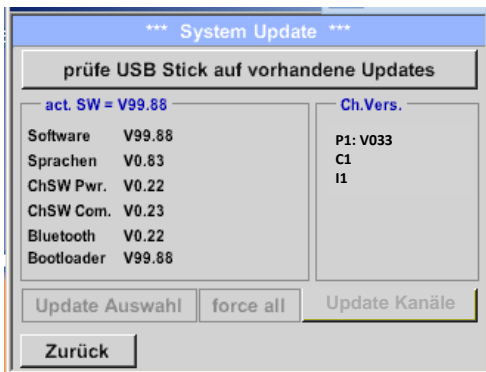 *** System Update ***
prüfe USB Stick auf vorhandene Updates
act. SW = V99.88
Software V99.88
Sprachen V0.83
ChSW Pwr. V0.22
ChSW Com. V0.23
Bluetooth V0.22
Bootloader V99.88
Ch.Vers.
P1: V033
C1
I1
Update Auswahl
force all
Update Kanäle
Zurück